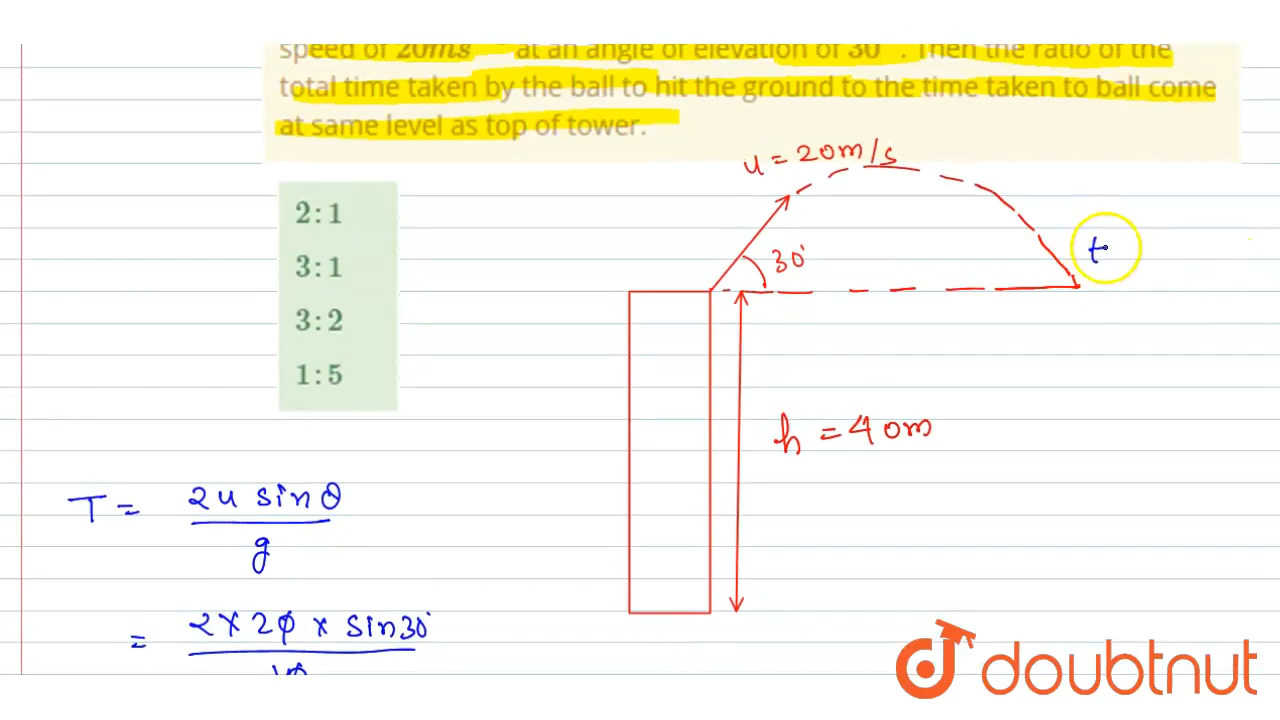 speed of 20ms at an angle of elevation of 30° . Then the ratio of the
total time taken by the ball to hit the ground to the time taken to ball come
at same level as top of tower.
u = 20m/s
2 : 1
3 : 1
3 : 2
1 : 5
30°
t
h = 40m
T = 2u sinθ
g
= 2 × 20 × sin30°
10
doubtnut